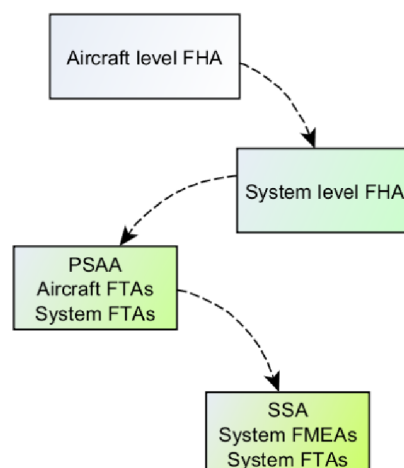 Aircraft level FHA
System level FHA
PSAA
Aircraft FTAs
System FTAs
SSA
System FMEAs
System FTAs